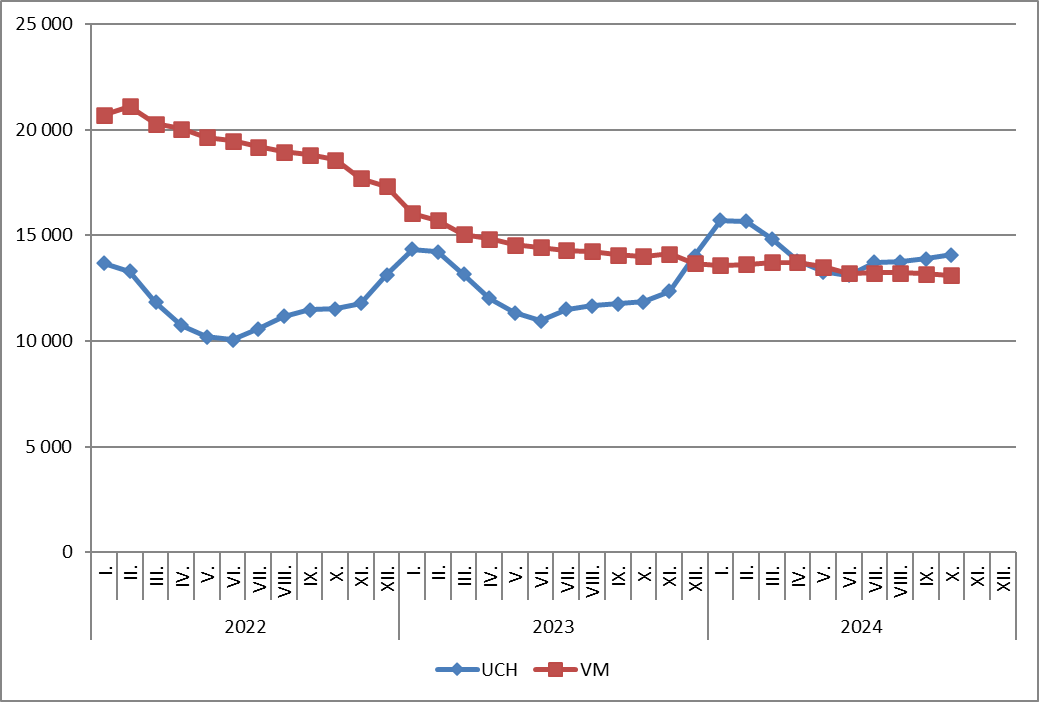 25 000
20 000
15 000
10 000
5 000
0
I. II. III. IV. V. VI. VII. VIII. IX. X. XI. XII. I. II. III. IV. V. VI. VII. VIII. IX. X. XI. XII. I. II. III. IV. V. VI. VII. VIII. IX. X. XI. XII.
2022 2023 2024
UCH VM